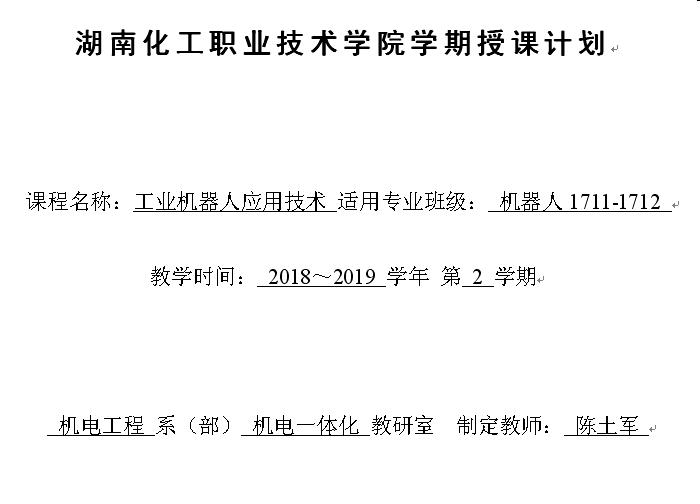 湖南化工职业技术学院学期授课计划
课程名称：工业机器人应用技术 适用专业班级： 机器人 1711-1712
教学时间： 2018～2019 学年 第 2 学期
机电工程 系（部） 机电一体化 教研室 制定教师： 陈土军